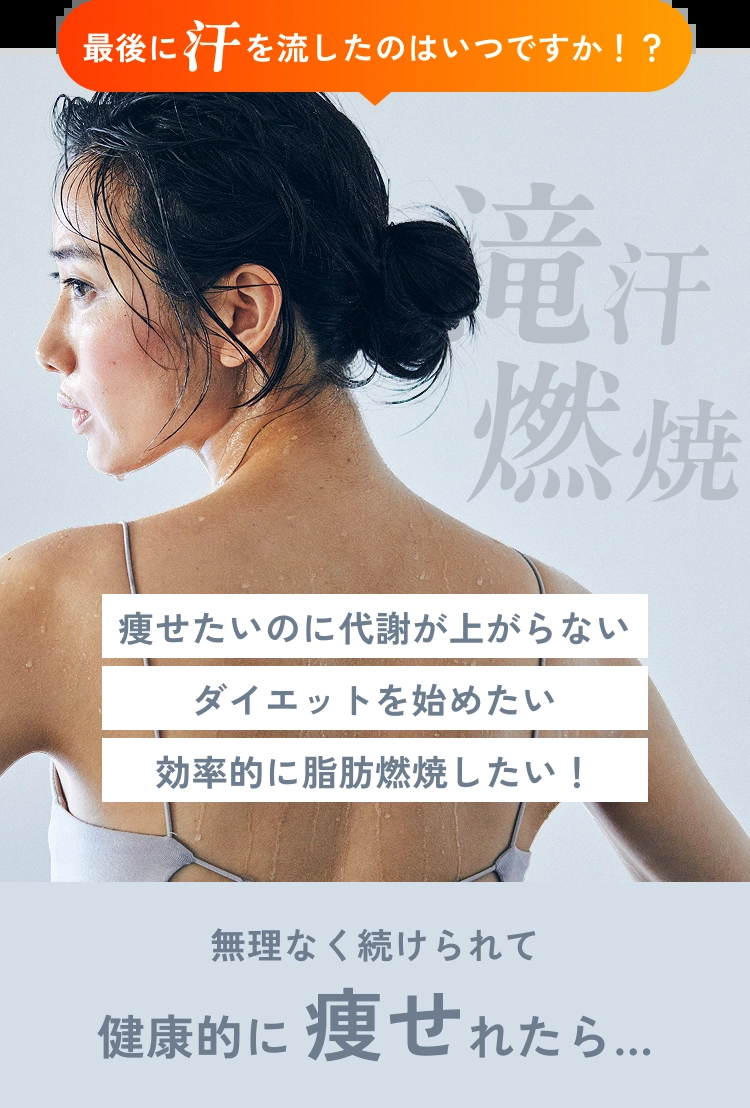 最後に汗を流したのはいつですか！？
滝汗
燃焼
痩せたいのに代謝が上がらない
ダイエットを始めたい
効率的に脂肪燃焼したい！
無理なく続けられて
健康的に痩せれたら...